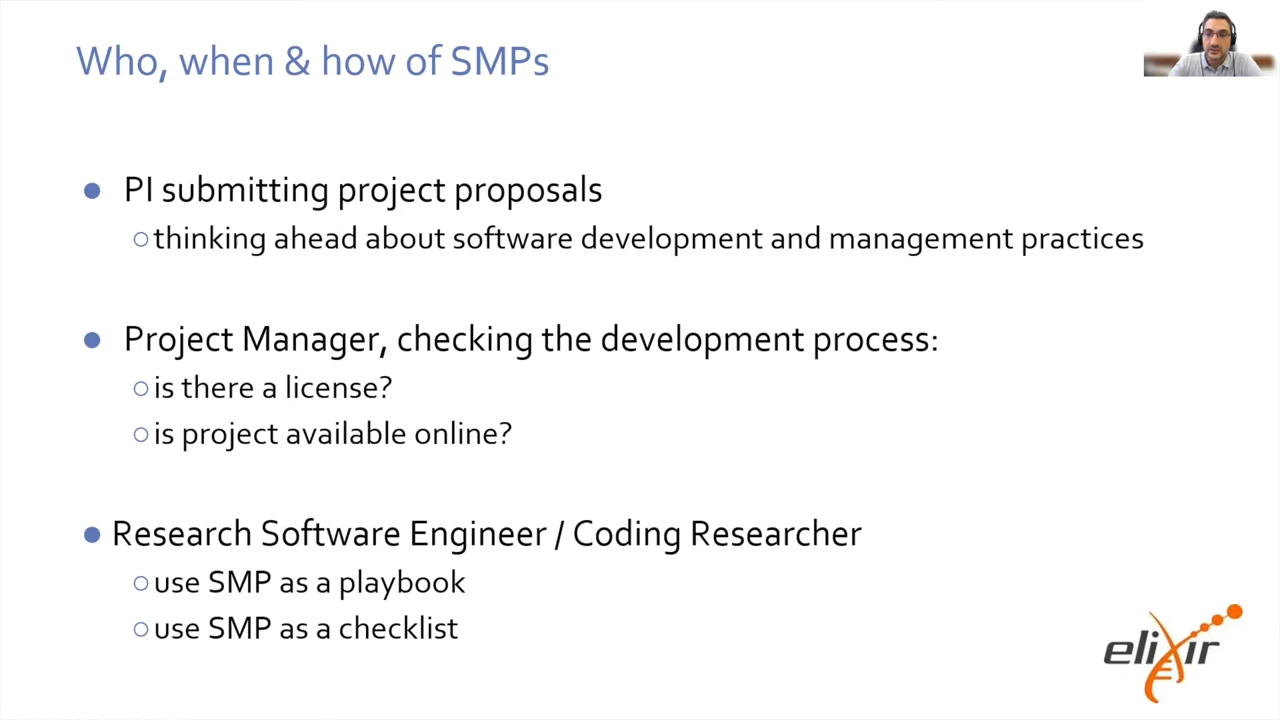 Who, when & how of SMPs
● PI submitting project proposals
○ thinking ahead about software development and management practices
● Project Manager, checking the development process:
○ is there a license?
○ is project available online?
● Research Software Engineer / Coding Researcher
○ use SMP as a playbook
○ use SMP as a checklist
elixir